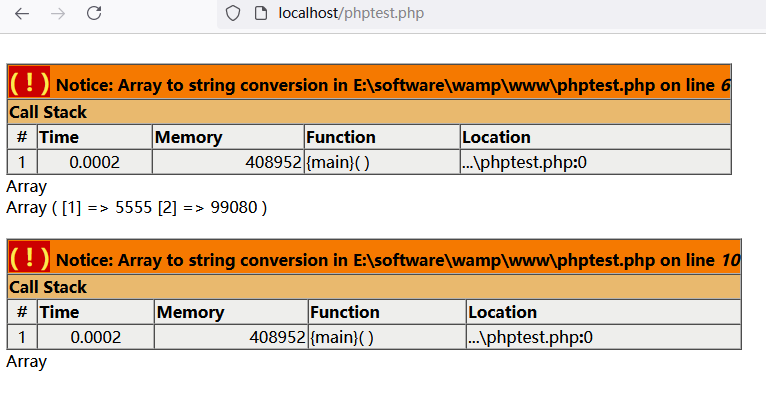 localhost/phptest.php
( ! ) Notice: Array to string conversion in E:\software\wamp\www\phptest.php on line 6
Call Stack
# Time Memory Function Location
1 0.0002 408952 {main}( ) ...\phptest.php:0
Array
Array ( [1] => 5555 [2] => 99080 )
( ! ) Notice: Array to string conversion in E:\software\wamp\www\phptest.php on line 10
Call Stack
# Time Memory Function Location
1 0.0002 408952 {main}( ) ...\phptest.php:0
Array